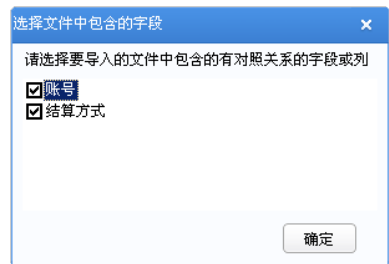 选择文件中包含的字段
请选择要导入的文件中包含的有对照关系的字段或列
账号
结算方式
确定